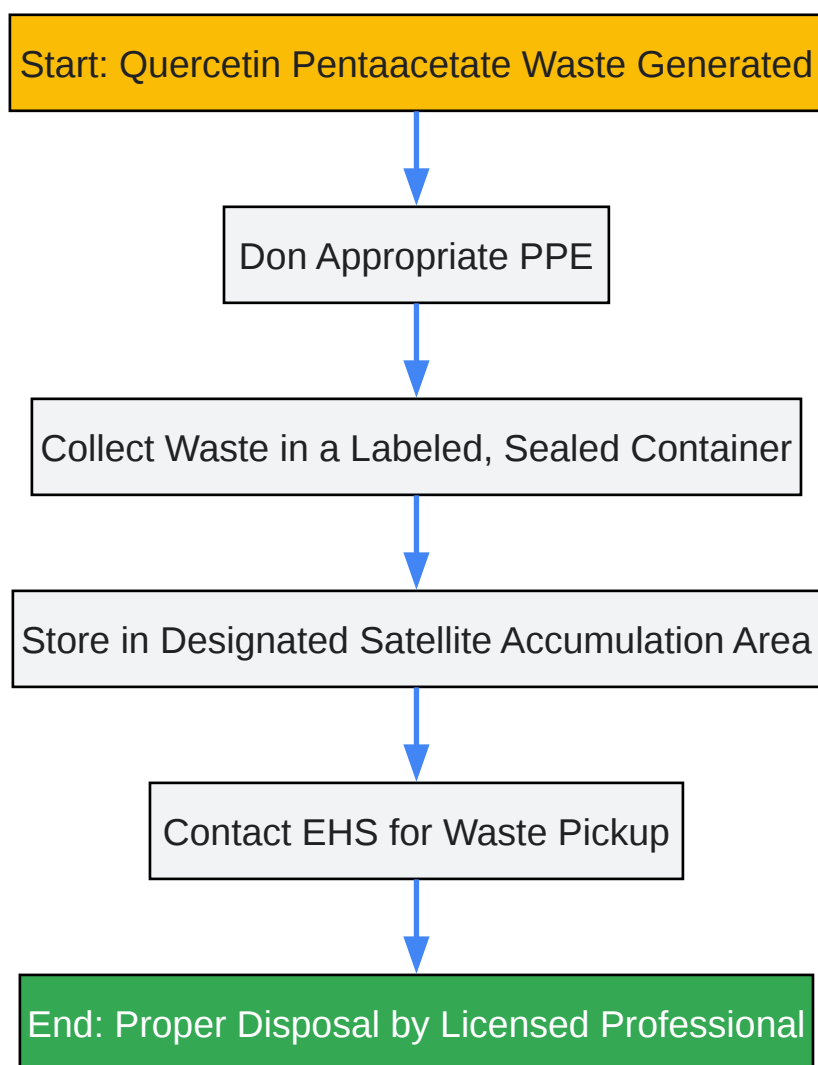 Start: Quercetin Pentaacetate Waste Generated
Don Appropriate PPE
Collect Waste in a Labeled, Sealed Container
Store in Designated Satellite Accumulation Area
Contact EHS for Waste Pickup
End: Proper Disposal by Licensed Professional